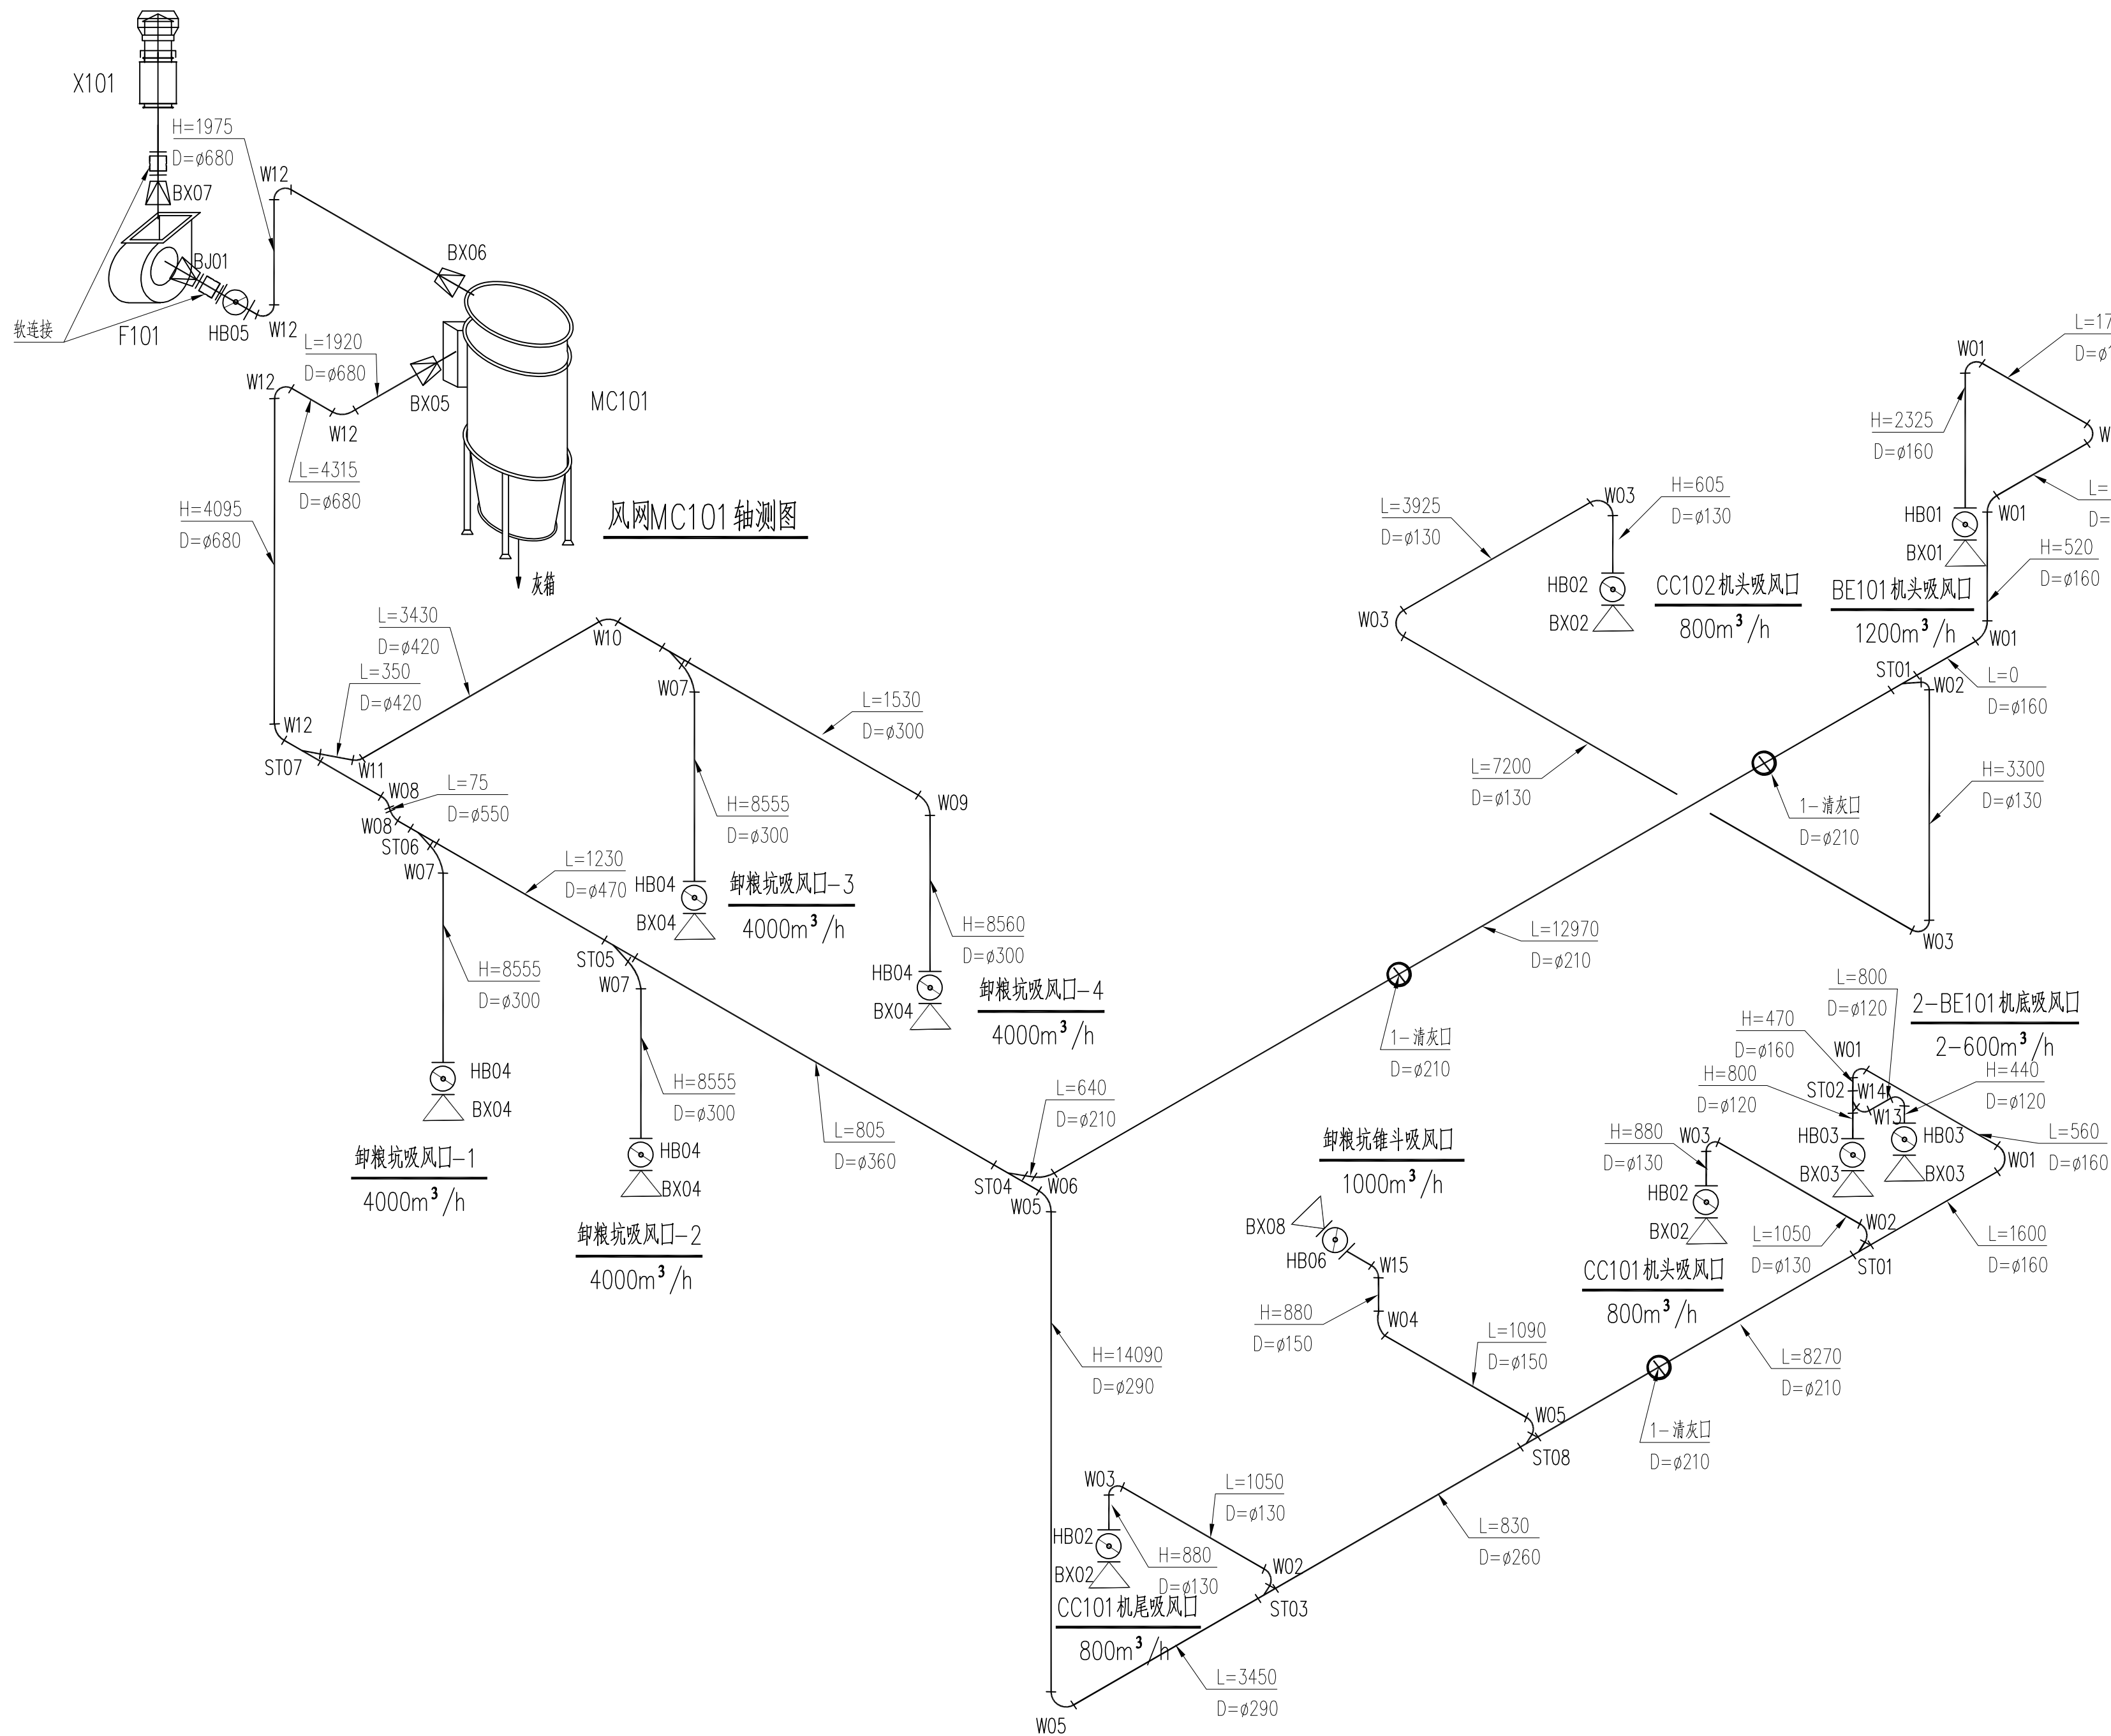 X101
H=1975
D=ø680
BX07
W12
BX06
BJ01
软连接
F101
HB05
W12
L=1920
D=ø680
BX05
W12
W12
MC101
L=4315
D=ø680
H=4095
D=ø680
风网MC101轴测图
灰箱
L=3430
D=ø420
W10
L=350
D=ø420
W07
L=1530
D=ø300
W12
ST07
W11
W08
L=75
D=ø550
W08
ST06
W07
W09
H=8555
D=ø300
L=1230
D=ø470
HB04
BX04
卸粮坑吸风口-3
4000m³/h
H=8560
D=ø300
HB04
BX04
卸粮坑吸风口-4
4000m³/h
ST05
W07
H=8555
D=ø300
HB04
BX04
卸粮坑吸风口-1
4000m³/h
H=8555
D=ø300
HB04
BX04
卸粮坑吸风口-2
4000m³/h
L=805
D=ø360
L=640
D=ø210
ST04
W06
W05
L=3925
D=ø130
W03
H=605
D=ø130
W03
HB02
BX02
CC102机头吸风口
800m³/h
L=7200
D=ø130
W01
H=2325
D=ø160
HB01
BX01
BE101机头吸风口
1200m³/h
W01
H=520
D=ø160
W01
ST01
W02
L=0
D=ø160
1-清灰口
D=ø210
H=3300
D=ø130
W03
L=12970
D=ø210
1-清灰口
D=ø210
L=800
D=ø120
2-BE101机底吸风口
2-600m³/h
H=470
D=ø160
W01
H=800
D=ø120
ST02
W14
W13
H=440
D=ø120
HB03
BX03
HB03
BX03
L=560
D=ø160
W01
H=880
D=ø130
W03
HB02
BX02
CC101机头吸风口
800m³/h
L=1050
D=ø130
W02
ST01
L=1600
D=ø160
卸粮坑锥斗吸风口
1000m³/h
BX08
HB06
W15
H=880
D=ø150
W04
L=1090
D=ø150
W05
ST08
L=8270
D=ø210
1-清灰口
D=ø210
H=14090
D=ø290
W03
HB02
BX02
H=880
D=ø130
L=1050
D=ø130
W02
ST03
CC101机尾吸风口
800m³/h
L=830
D=ø260
L=3450
D=ø290
W05